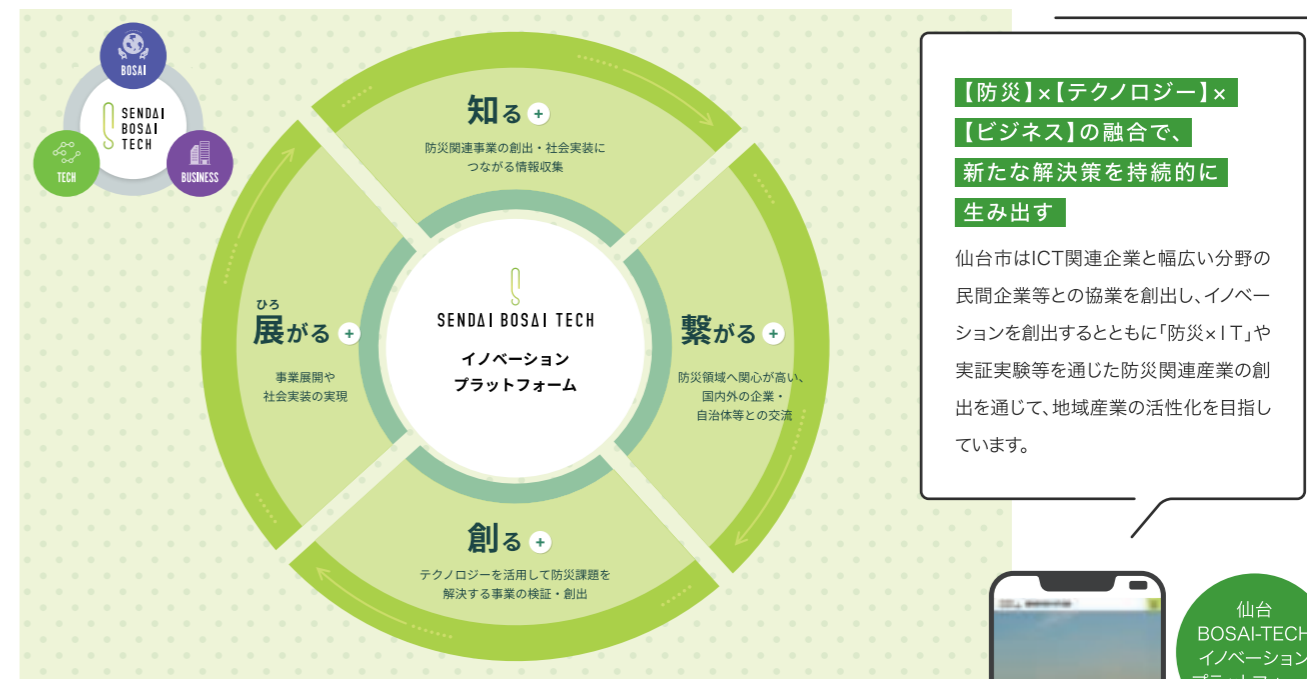 BOSAI
SENDAI
BOSAI
TECH
TECH
BUSINESS
知る +
防災関連事業の創出・社会実装に
つながる情報収集
ひろ
展がる +
事業展開や
社会実装の実現
SENDAI BOSAI TECH
イノベーション
プラットフォーム
繋がる +
防災領域へ関心が高い、
国内外の企業・
自治体等との交流
創る +
テクノロジーを活用して防災課題を
解決する事業の検証・創出
【防災】×【テクノロジー】×
【ビジネス】の融合で、
新たな解決策を持続的に
生み出す
仙台市はICT関連企業と幅広い分野の
民間企業等との協業を創出し、イノベー
ションを創出するとともに「防災×IT」や
実証実験等を通じた防災関連産業の創
出を通じて、地域産業の活性化を目指し
ています。
仙台
BOSAI-TECH
イノベーション